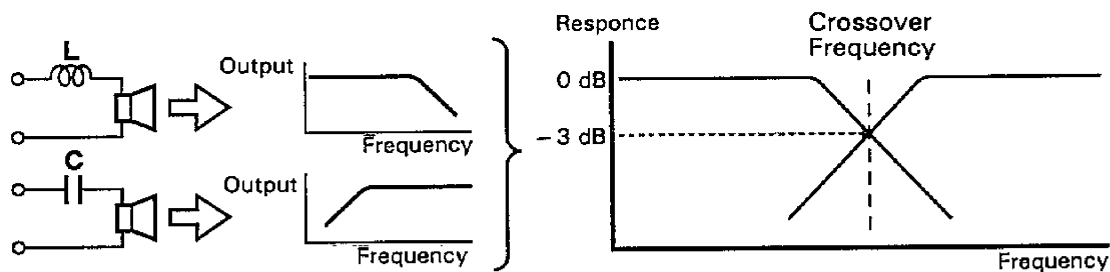 L
Output
Frequency
C
Output
Frequency
Responce
Crossover
Frequency
0 dB
− 3 dB
Frequency